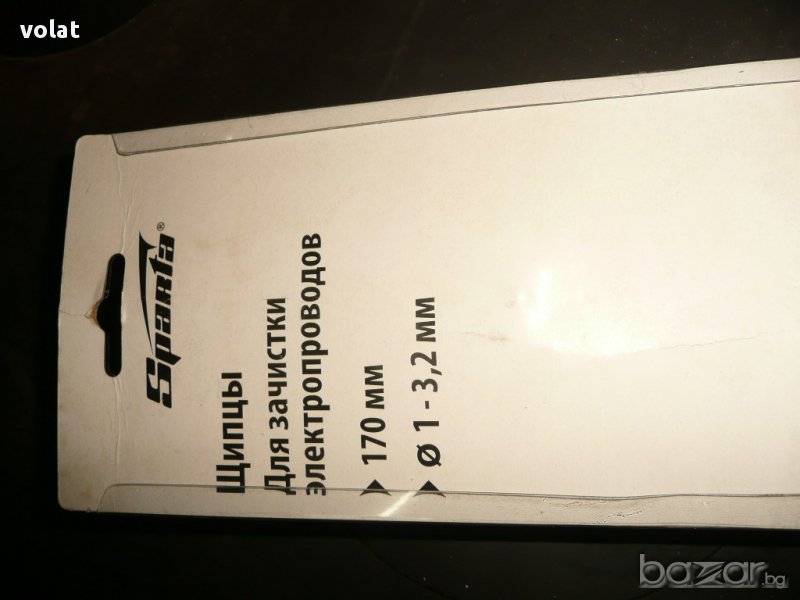 volat
Sparta®
Щипцы
Для зачистки
электропроводов
170 мм
ø 1 - 3,2 мм
bazar.bg